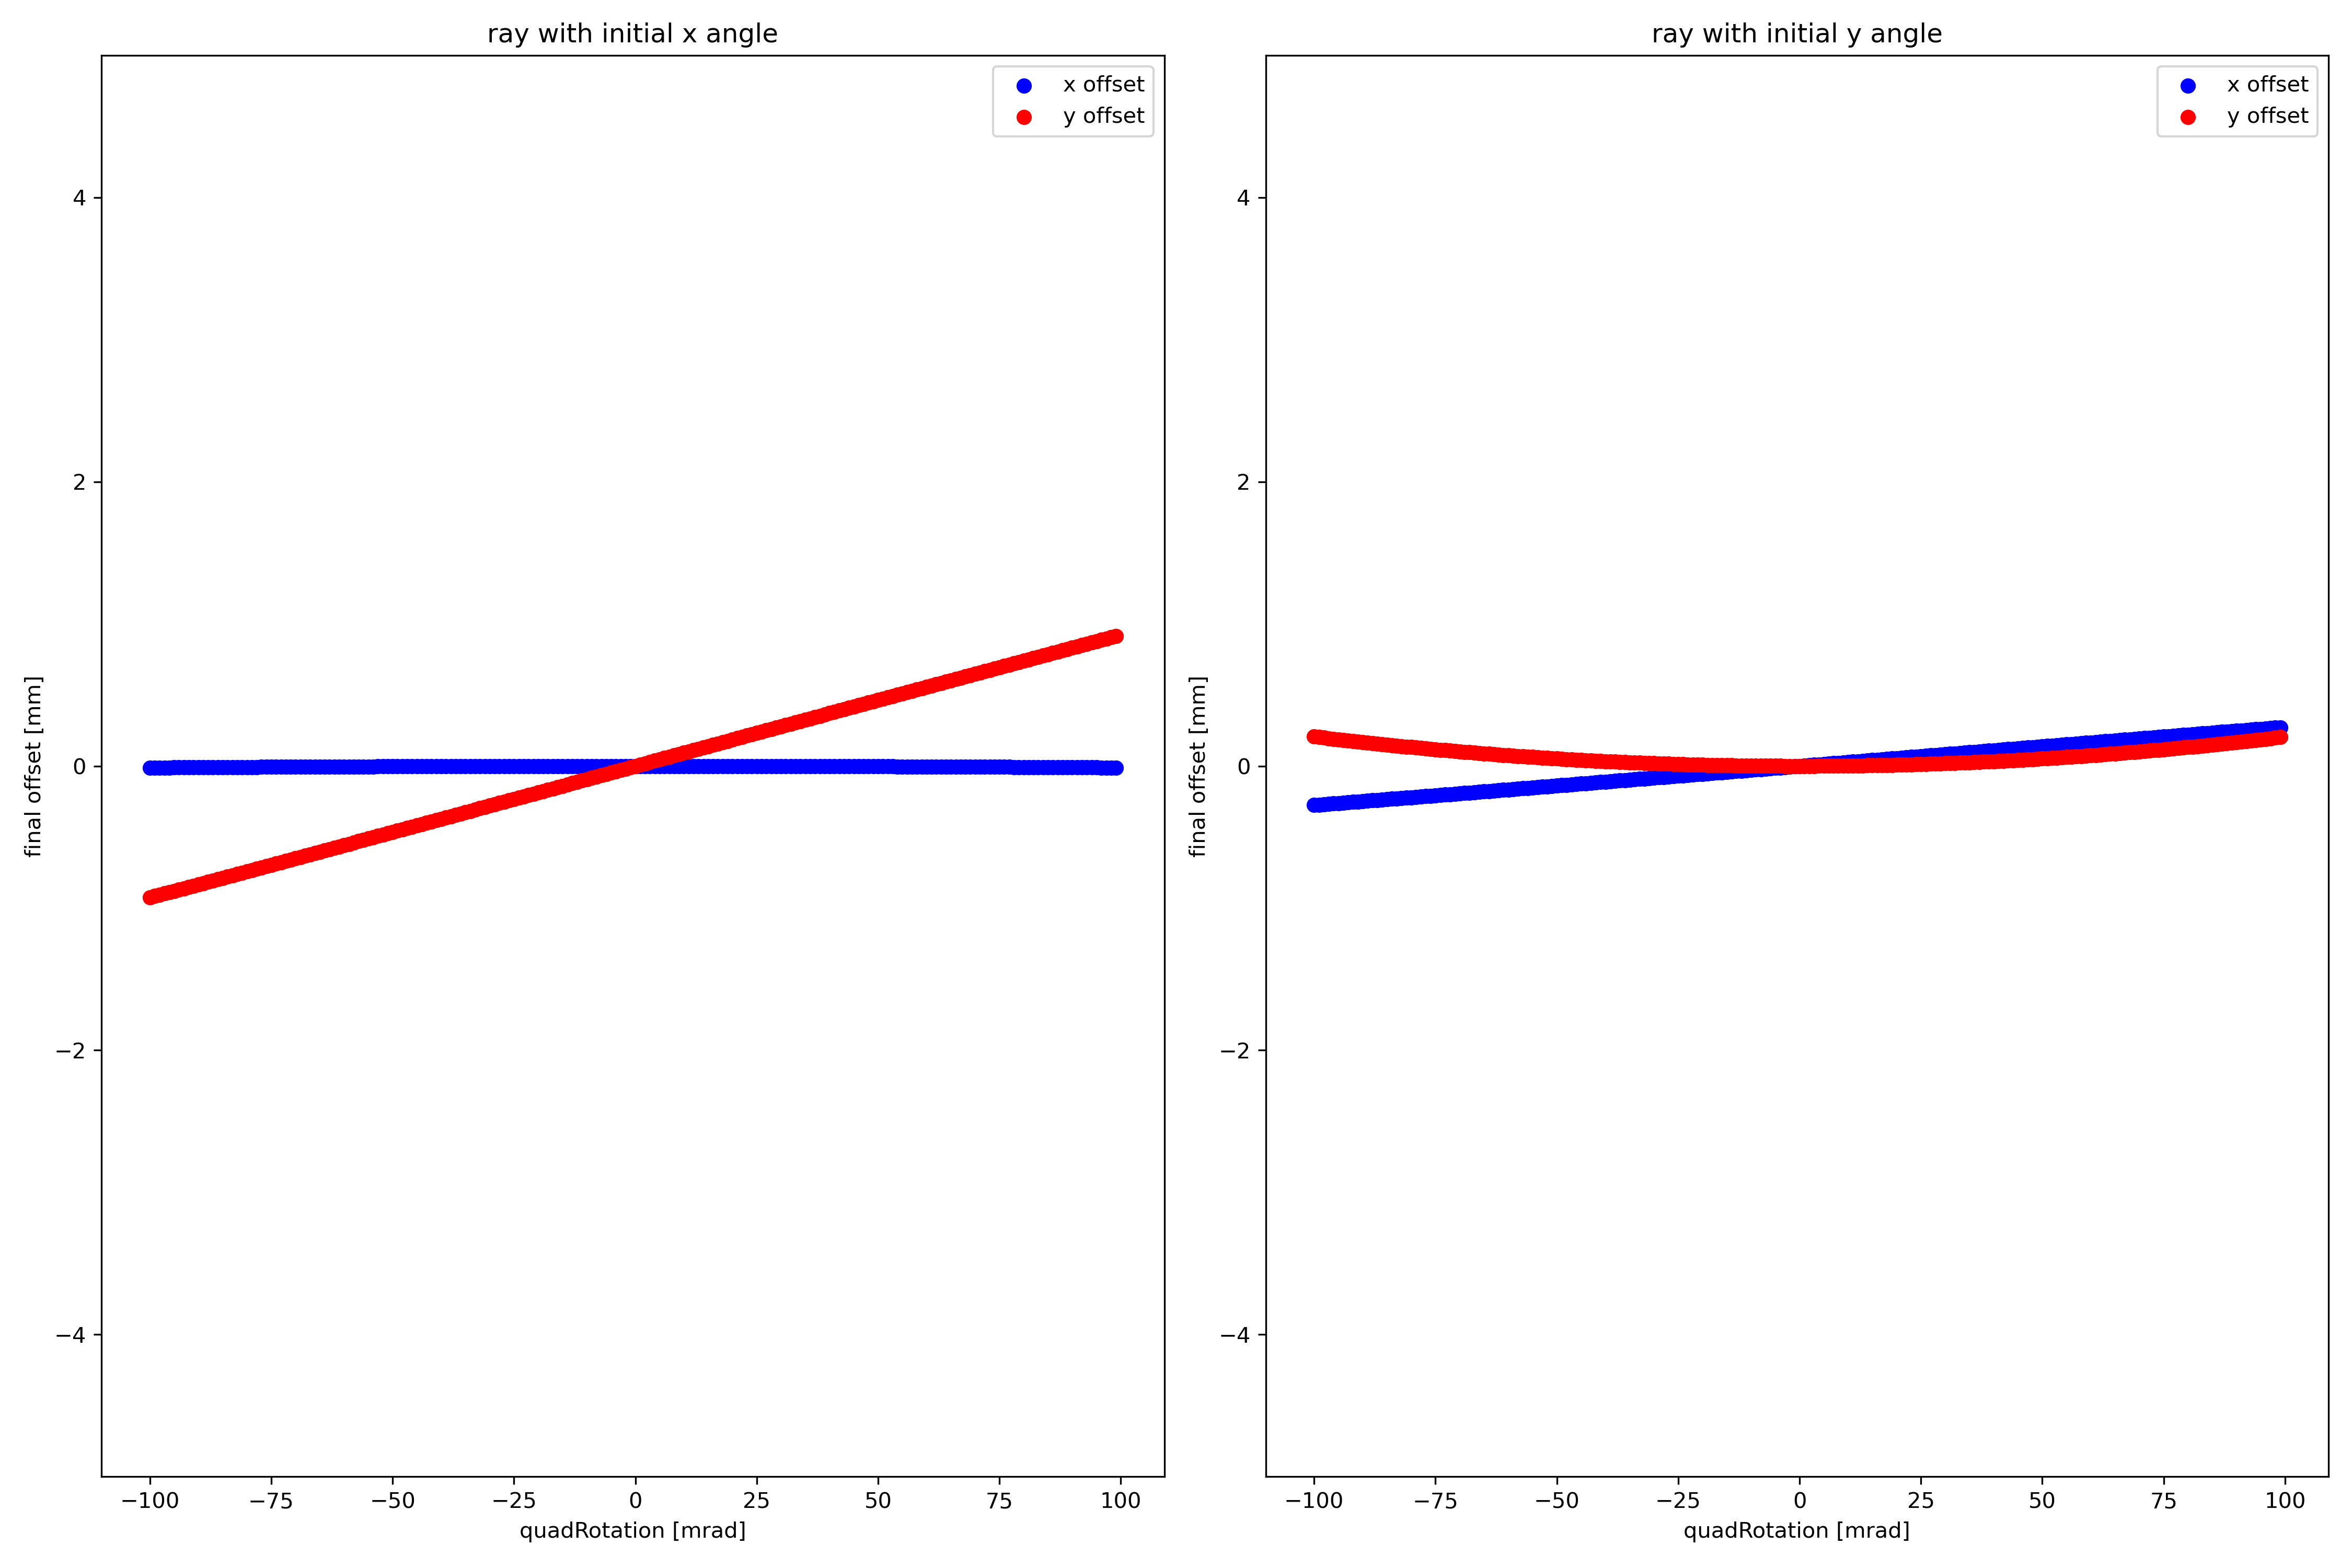 ray with initial x angle
x offset
y offset
4
2
0
−2
−4
final offset [mm]
−100 −75 −50 −25 0 25 50 75 100
quadRotation [mrad]
ray with initial y angle
x offset
y offset
4
2
0
−2
−4
final offset [mm]
−100 −75 −50 −25 0 25 50 75 100
quadRotation [mrad]